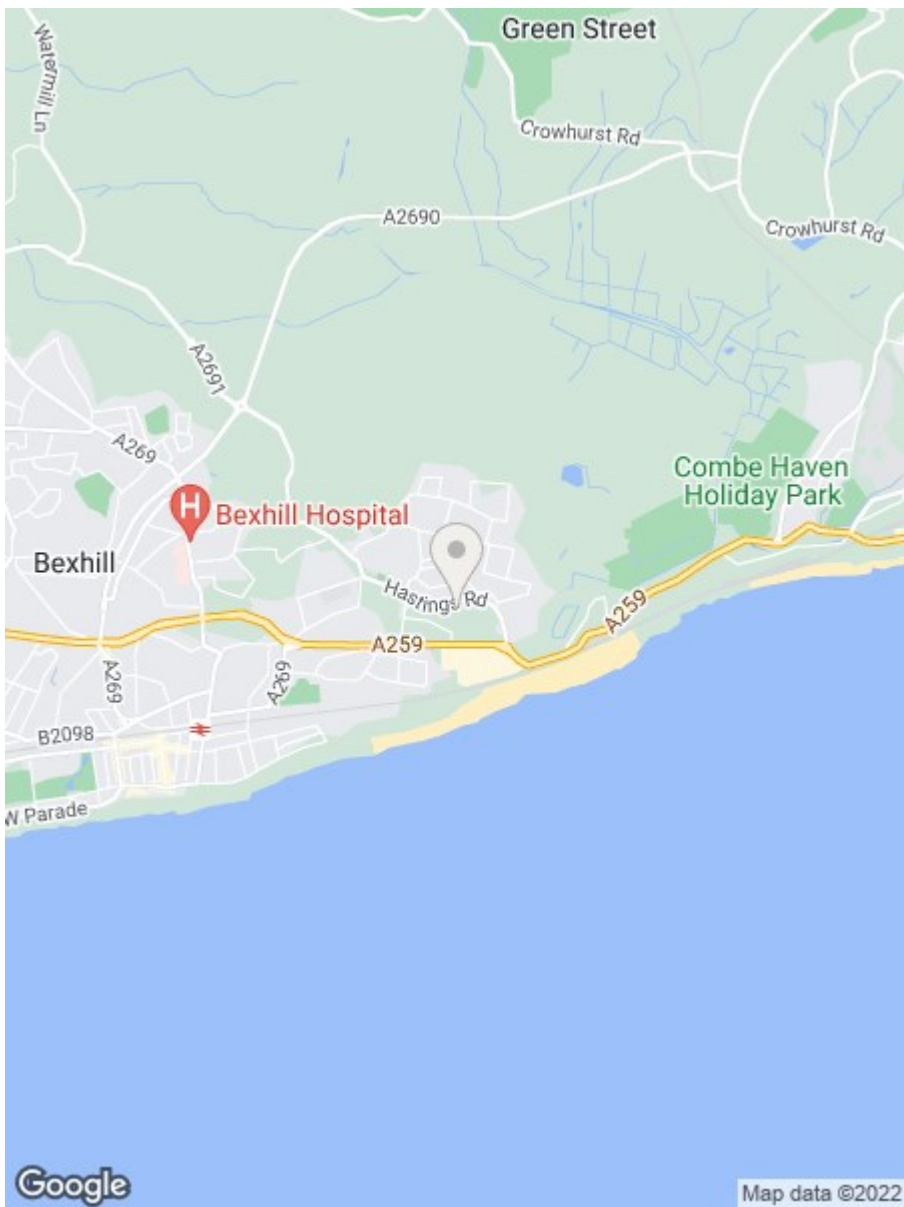 Green Street
Watermill Ln
Crowhurst Rd
A2690
Crowhurst Rd
A2691
A269
Combe Haven
Holiday Park
H
Bexhill Hospital
Bexhill
Hastings Rd
A259
A259
A269
A269
B2098
W Parade
Google
Map data ©2022